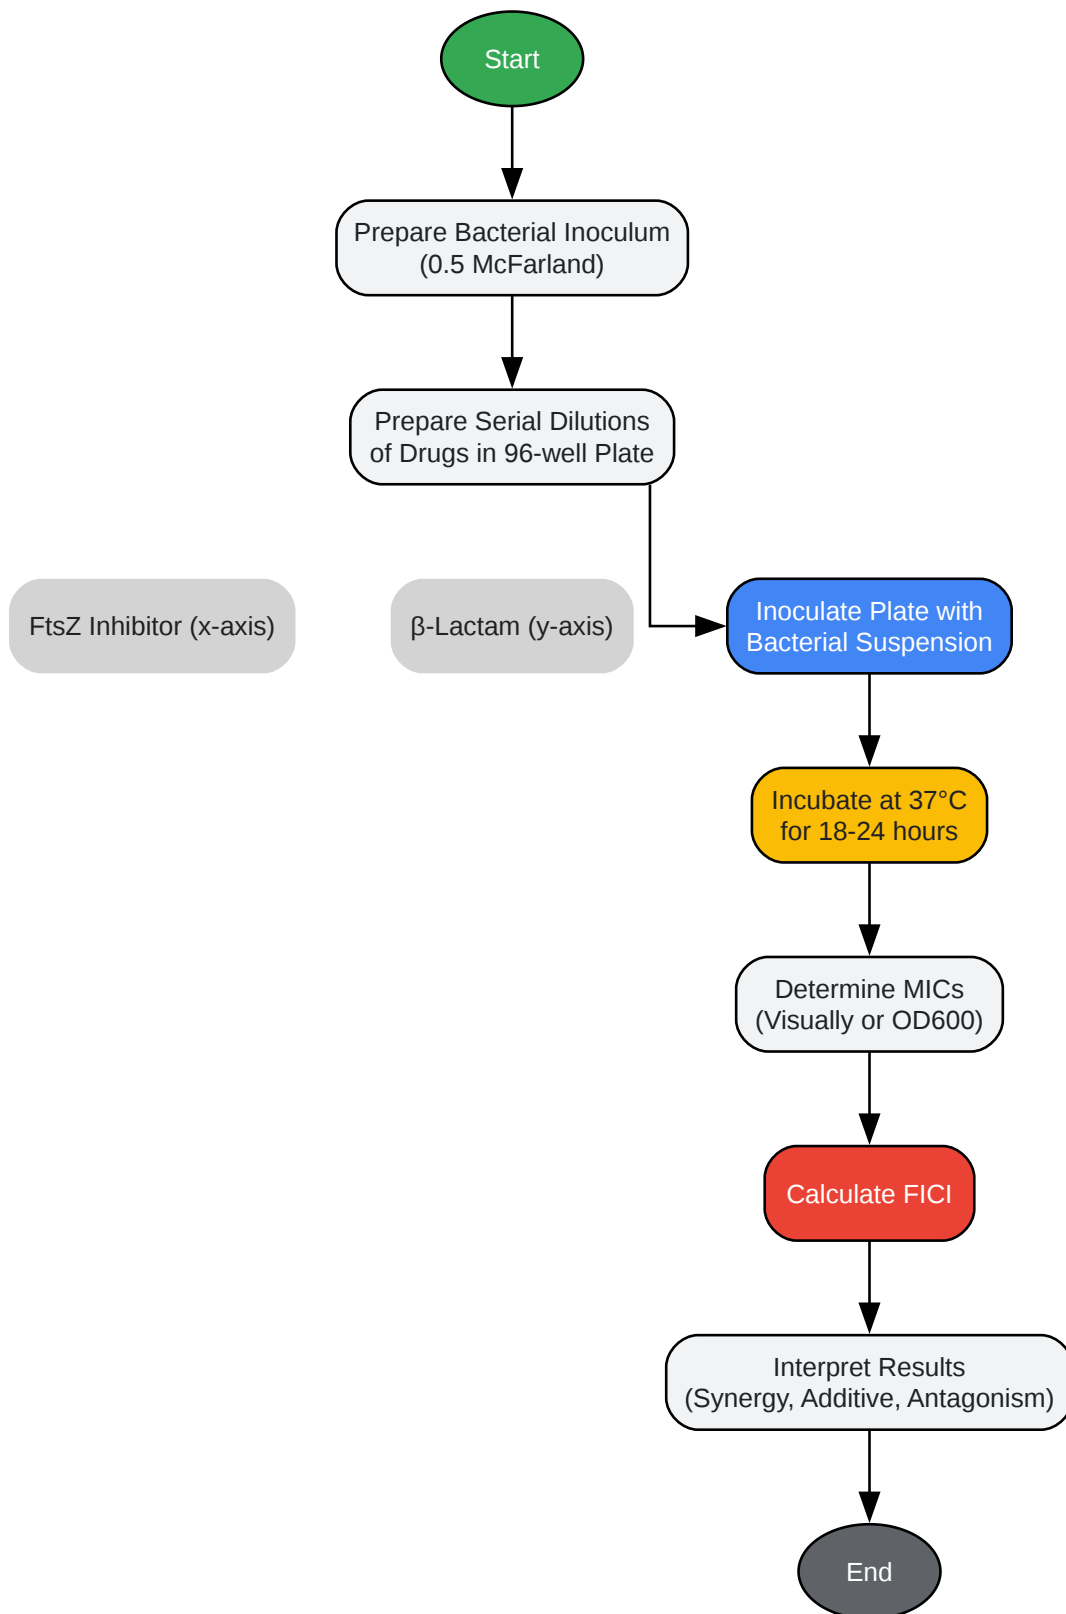 Start
Prepare Bacterial Inoculum
(0.5 McFarland)
Prepare Serial Dilutions
of Drugs in 96-well Plate
FtsZ Inhibitor (x-axis)
β-Lactam (y-axis)
Inoculate Plate with
Bacterial Suspension
Incubate at 37°C
for 18-24 hours
Determine MICs
(Visually or OD600)
Calculate FICI
Interpret Results
(Synergy, Additive, Antagonism)
End